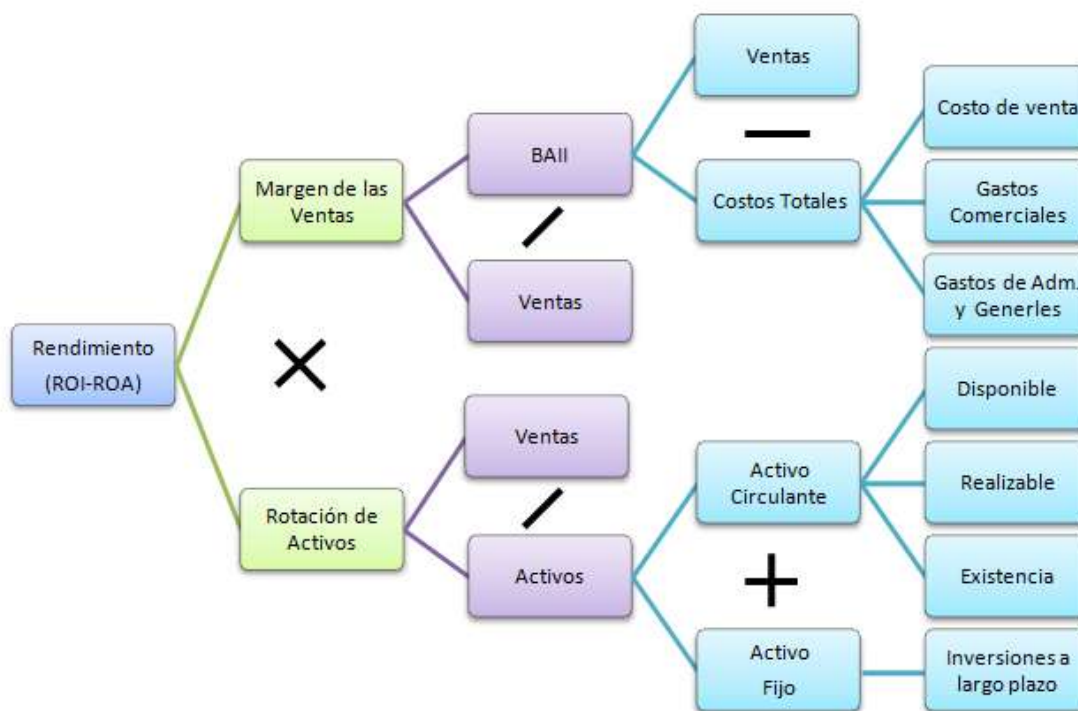 Ventas
Costo de venta
BAII
Margen de las
Ventas
Costos Totales
Gastos
Comerciales
Ventas
Gastos de Adm.
y Generles
Rendimiento
(ROI-ROA)
Disponible
Ventas
Activo
Circulante
Realizable
Rotación de
Activos
Activos
Existencia
Activo
Fijo
Inversiones a
largo plazo